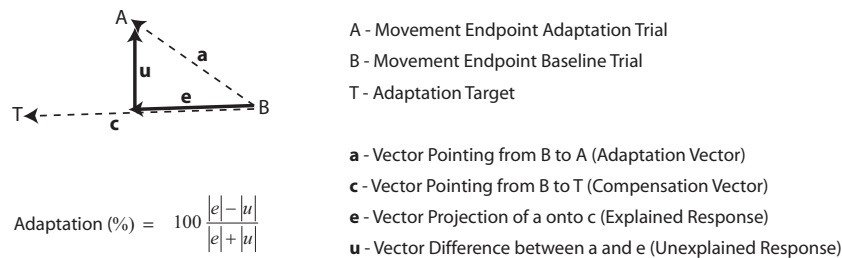 A
a
u
e
B
T
c
Adaptation (%) = 100 |e|-|u| / |e|+|u|
A - Movement Endpoint Adaptation Trial
B - Movement Endpoint Baseline Trial
T - Adaptation Target
a - Vector Pointing from B to A (Adaptation Vector)
c - Vector Pointing from B to T (Compensation Vector)
e - Vector Projection of a onto c (Explained Response)
u - Vector Difference between a and e (Unexplained Response)